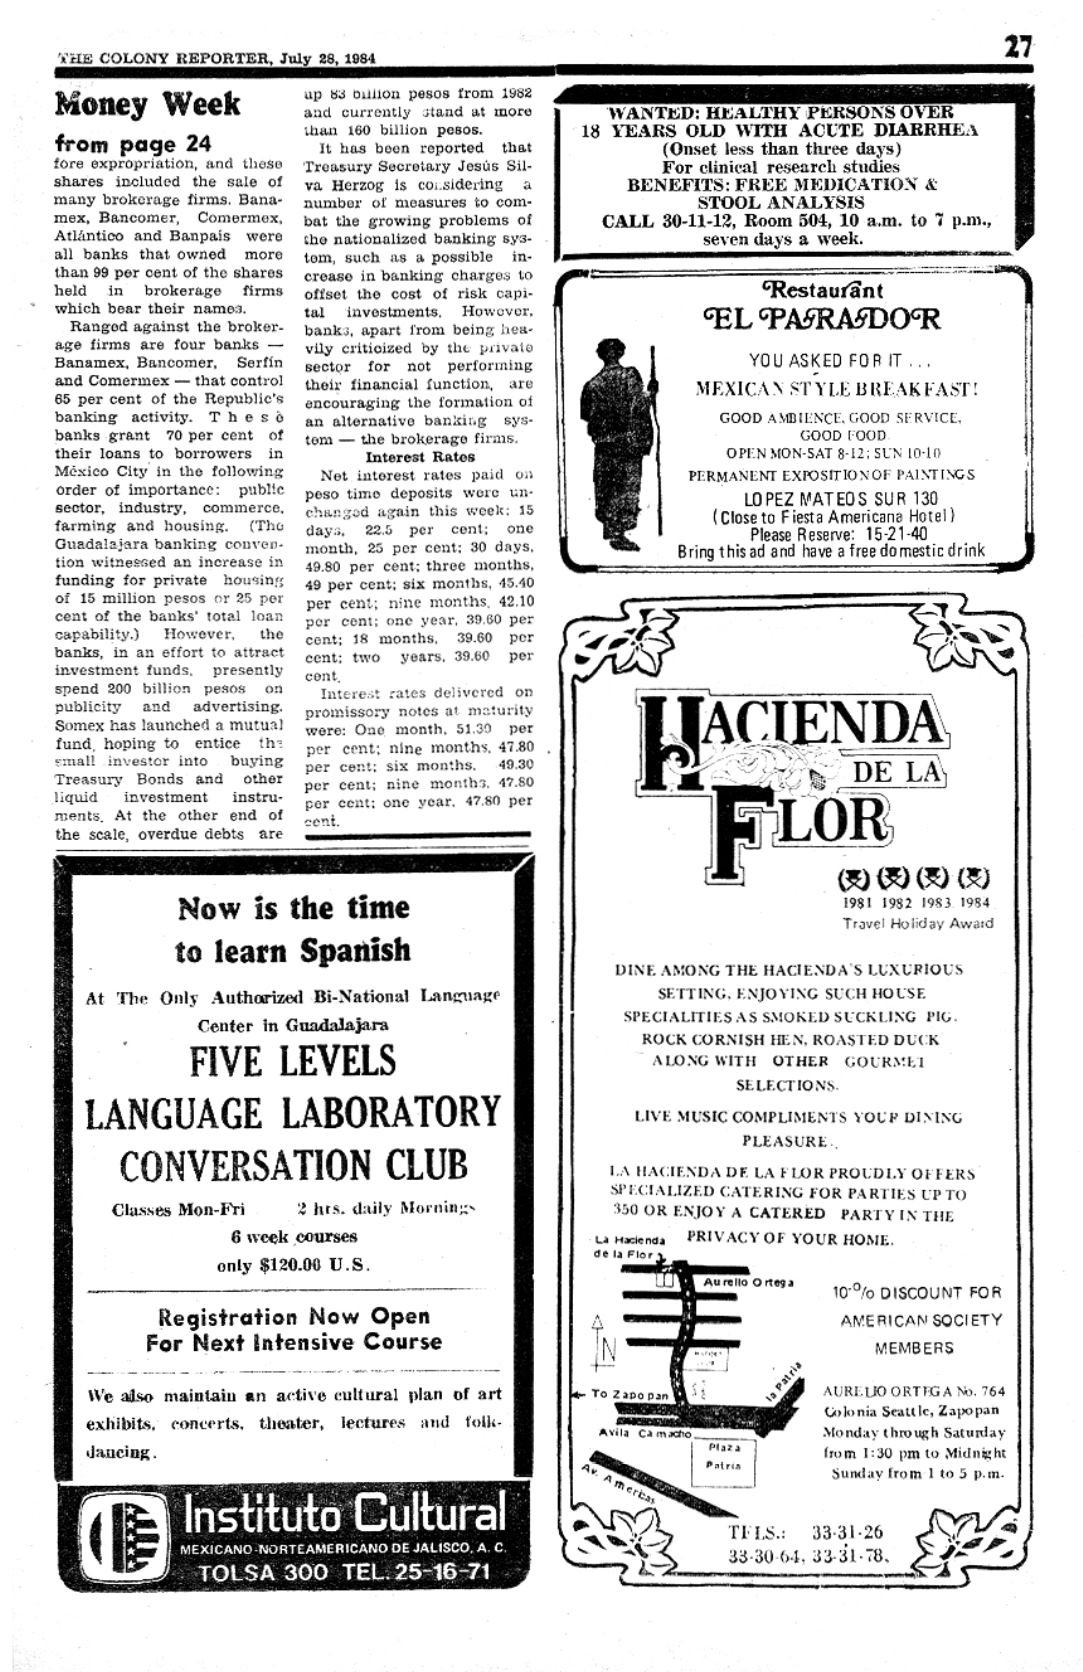 THE COLONY REPORTER, July 28, 1984
27
Money Week
from page 24
fore expropriation, and these
shares included the sale of
many brokerage firms. Bana-
mex, Bancomer, Comermex,
Atlántico and Banpais were
all banks that owned more
than 99 per cent of the shares
held in brokerage firms
which bear their names.
Ranged against the broker-
age firms are four banks —
Banamex, Bancomer, Serfín
and Comermex — that control
65 per cent of the Republic's
banking activity. These
banks grant 70 per cent of
their loans to borrowers in
México City in the following
order of importance: public
sector, industry, commerce,
farming and housing. (The
Guadalajara banking conven-
tion witnessed an increase in
funding for private housing
of 15 million pesos or 25 per
cent of the banks' total loan
capability.) However, the
banks, in an effort to attract
investment funds, presently
spend 200 billion pesos on
publicity and advertising.
Somex has launched a mutual
fund, hoping to entice the
small investor into buying
Treasury Bonds and other
liquid investment instru-
ments. At the other end of
the scale, overdue debts are
up 83 billion pesos from 1982
and currently stand at more
than 160 billion pesos.
It has been reported that
Treasury Secretary Jesús Sil-
va Herzog is considering a
number of measures to com-
bat the growing problems of
the nationalized banking sys-
tem, such as a possible in-
crease in banking charges to
offset the cost of risk capi-
tal investments. However,
banks, apart from being hea-
vily criticized by the private
sector for not performing
their financial function, are
encouraging the formation of
an alternative banking sys-
tem — the brokerage firms.
Interest Rates
Net interest rates paid on
peso time deposits were un-
changed again this week: 15
days, 22.5 per cent; one
month, 25 per cent; 30 days,
49.80 per cent; three months,
49 per cent; six months, 45.40
per cent; nine months, 42.10
per cent; one year, 39.60 per
cent; 18 months, 39.60 per
cent; two years, 39.60 per
cent.
Interest rates delivered on
promissory notes at maturity
were: One month, 51.30 per
per cent; nine months, 47.80
per cent; six months, 49.30
per cent; nine months, 47.80
per cent; one year, 47.80 per
cent.
WANTED: HEALTHY PERSONS OVER
18 YEARS OLD WITH ACUTE DIARRHEA
(Onset less than three days)
For clinical research studies
BENEFITS: FREE MEDICATION &
STOOL ANALYSIS
CALL 30-11-12, Room 504, 10 a.m. to 7 p.m.,
seven days a week.
Restaurant
EL PARADOR
YOU ASKED FOR IT ...
MEXICAN STYLE BREAKFAST!
GOOD AMBIENCE, GOOD SERVICE,
GOOD FOOD
OPEN MON-SAT 8-12; SUN 10-10
PERMANENT EXPOSITION OF PAINTINGS
LOPEZ MATEOS SUR 130
(Close to Fiesta Americana Hotel)
Please Reserve: 15-21-40
Bring this ad and have a free domestic drink
Now is the time
to learn Spanish
At The Only Authorized Bi-National Language
Center in Guadalajara
FIVE LEVELS
LANGUAGE LABORATORY
CONVERSATION CLUB
Classes Mon-Fri 2 hrs. daily Mornings
6 week courses
only $120.00 U.S.
Registration Now Open
For Next Intensive Course
We also maintain an active cultural plan of art
exhibits, concerts, theater, lectures and folk-
dancing.
Instituto Cultural
MEXICANO-NORTEAMERICANO DE JALISCO, A. C.
TOLSA 300 TEL. 25-16-71
HACIENDA
DE LA
FLOR
1981 1982 1983 1984
Travel Holiday Award
DINE AMONG THE HACIENDA'S LUXURIOUS
SETTING, ENJOYING SUCH HOUSE
SPECIALITIES AS SMOKED SUCKLING PIG,
ROCK CORNISH HEN, ROASTED DUCK
ALONG WITH OTHER GOURMET
SELECTIONS.
LIVE MUSIC COMPLIMENTS YOUR DINING
PLEASURE.
LA HACIENDA DE LA FLOR PROUDLY OFFERS
SPECIALIZED CATERING FOR PARTIES UP TO
350 OR ENJOY A CATERED PARTY IN THE
PRIVACY OF YOUR HOME.
La Hacienda
de la Flor
Aurelio Ortega
N
To Zapopan
la Patria
Avila Camacho
Plaza
Patria
Av. Americas
10% DISCOUNT FOR
AMERICAN SOCIETY
MEMBERS
AURELIO ORTEGA No. 764
Colonia Seattle, Zapopan
Monday through Saturday
from 1:30 pm to Midnight
Sunday from 1 to 5 p.m.
TELS.: 33-31-26
33-30-64, 33-31-78,